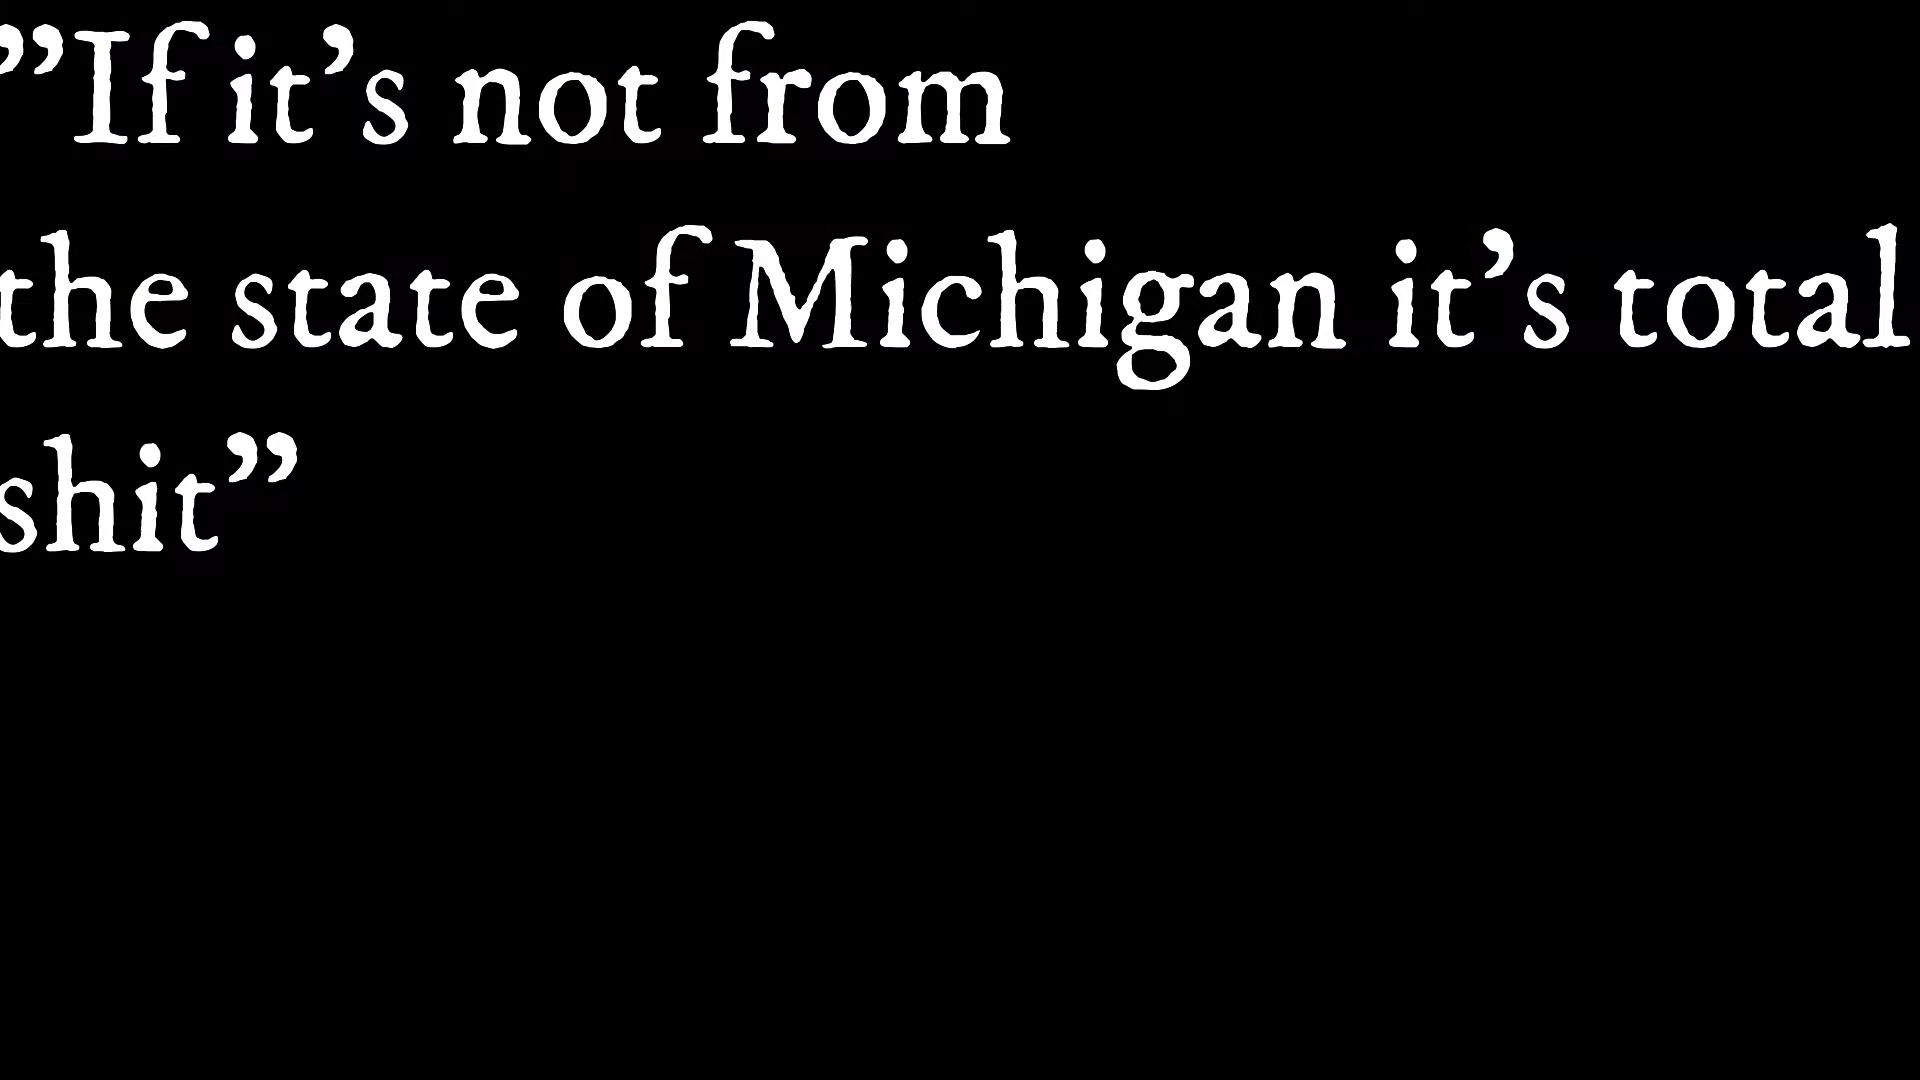 ”If it’s not from
the state of Michigan it’s total
shit”